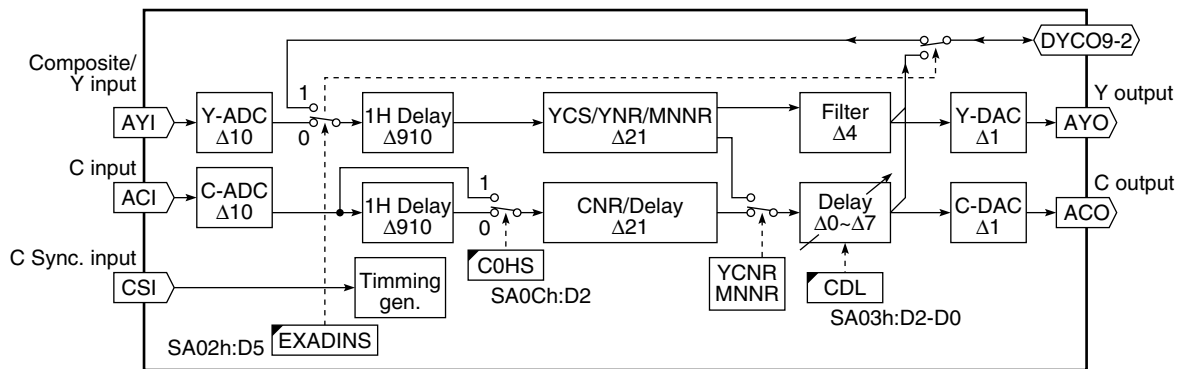 Composite/
Y input
AYI
Y-ADC
Δ10
1
0
1H Delay
Δ910
YCS/YNR/MNNR
Δ21
Filter
Δ4
Y-DAC
Δ1
DYCO9-2
Y output
AYO
C input
ACI
C-ADC
Δ10
1H Delay
Δ910
1
0
CNR/Delay
Δ21
Delay
Δ0~Δ7
C-DAC
Δ1
C output
ACO
C Sync. input
CSI
Timming
gen.
C0HS
SA0Ch:D2
YCNR
MNNR
CDL
SA03h:D2-D0
SA02h:D5
EXADINS